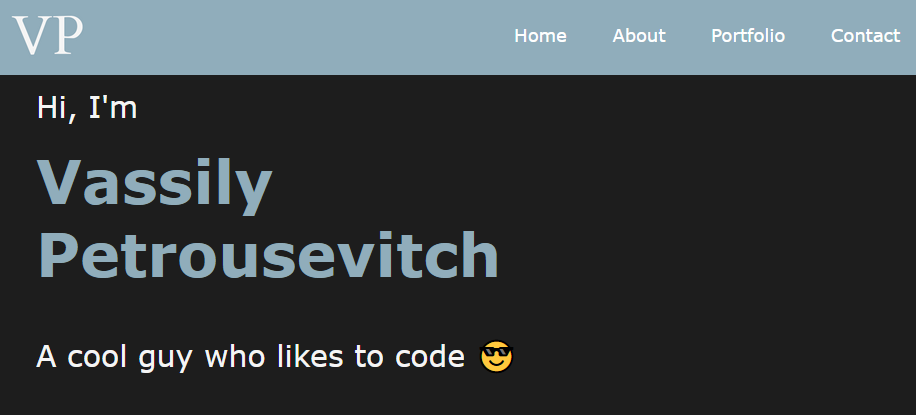 VP
Home About Portfolio Contact
Hi, I'm
Vassily
Petrousevitch
A cool guy who likes to code 😎